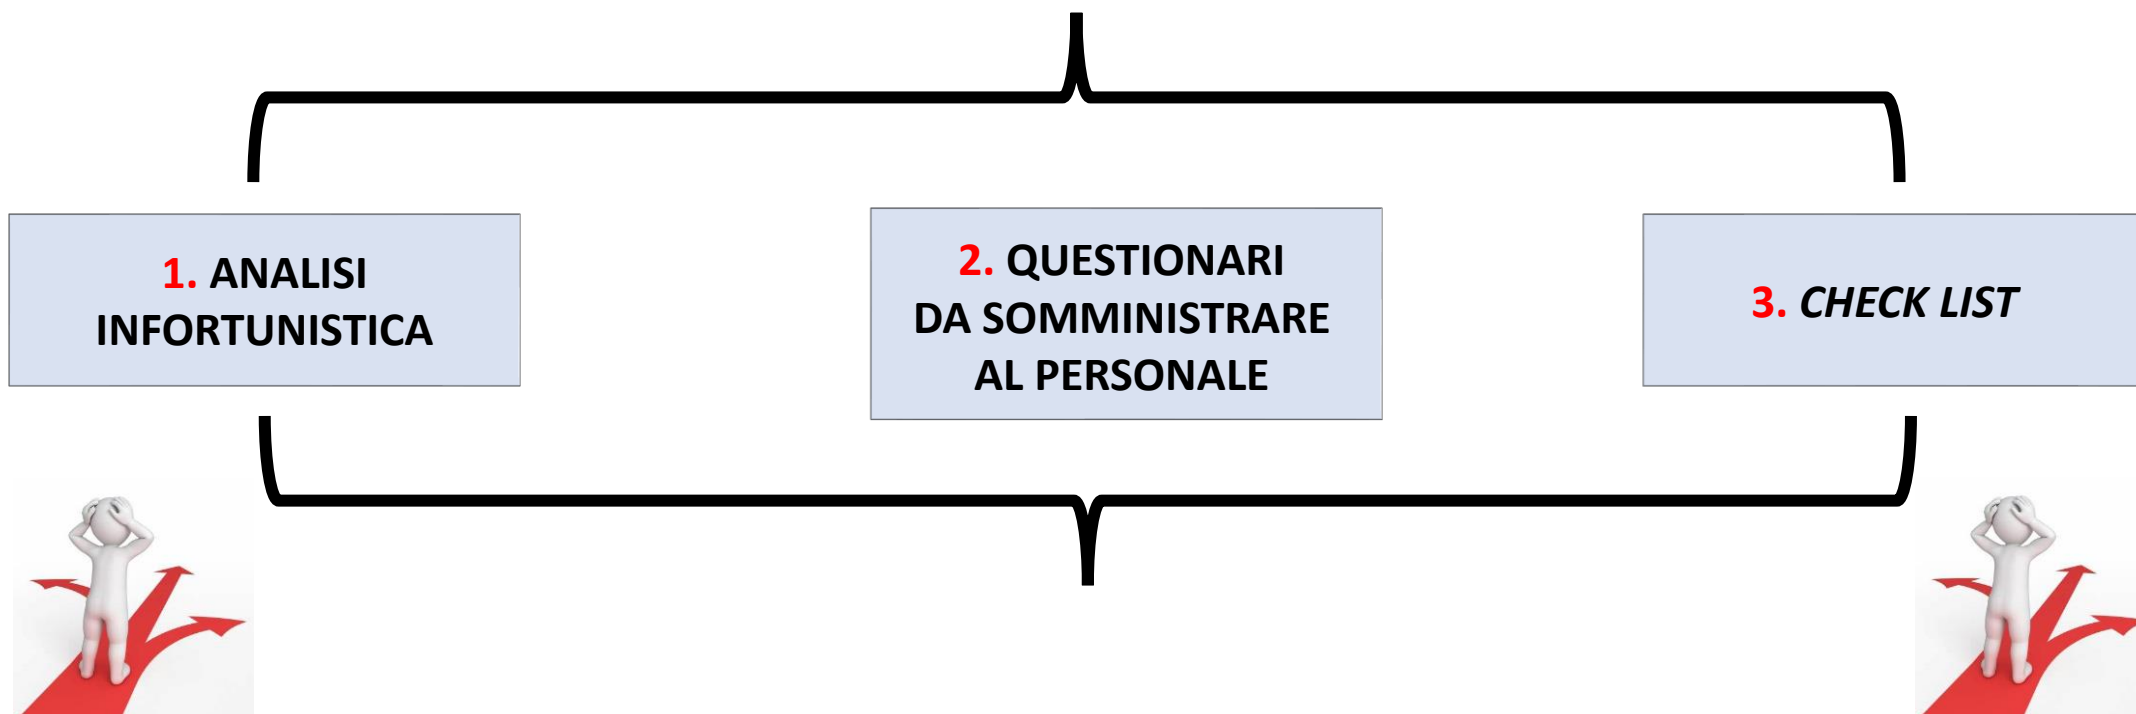 1. ANALISI
INFORTUNISTICA
2. QUESTIONARI
DA SOMMINISTRARE
AL PERSONALE
3. CHECK LIST